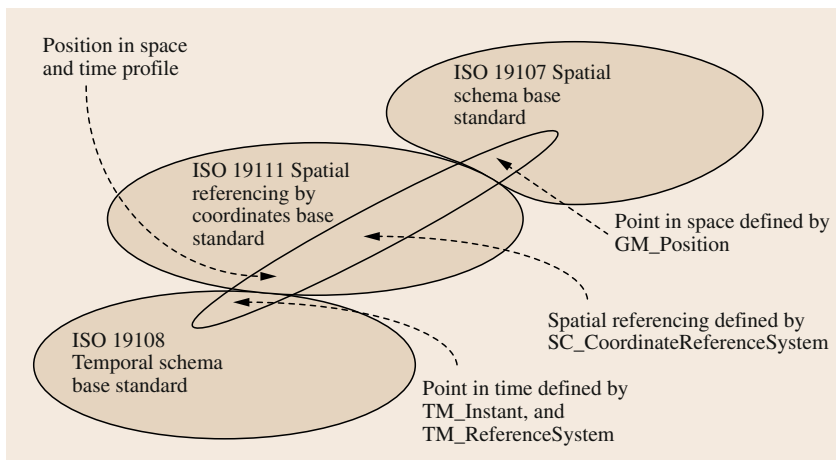 Position in space
and time profile
ISO 19107 Spatial
schema base
standard
ISO 19111 Spatial
referencing by
coordinates base
standard
Point in space defined by
GM_Position
Spatial referencing defined by
SC_CoordinateReferenceSystem
ISO 19108
Temporal schema
base standard
Point in time defined by
TM_Instant, and
TM_ReferenceSystem